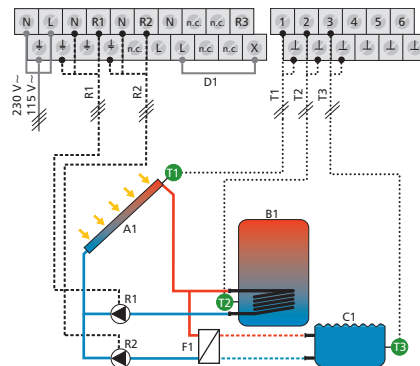 N L N R1 N R2 N n.c. n.c. R3
n.c. L L n.c. X
1 2 3 4 5 6
D1
230 V~
115 V~
R1
R2
T1
T2
T3
T1
A1
B1
R1
T2
C1
R2
F1
T3